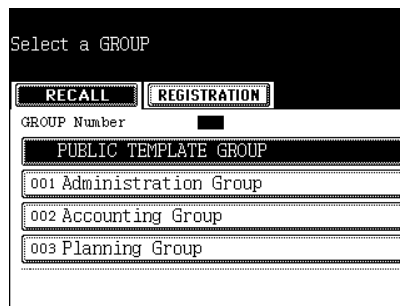 Select a GROUP
RECALL REGISTRATION
GROUP Number
PUBLIC TEMPLATE GROUP
001 Administration Group
002 Accounting Group
003 Planning Group